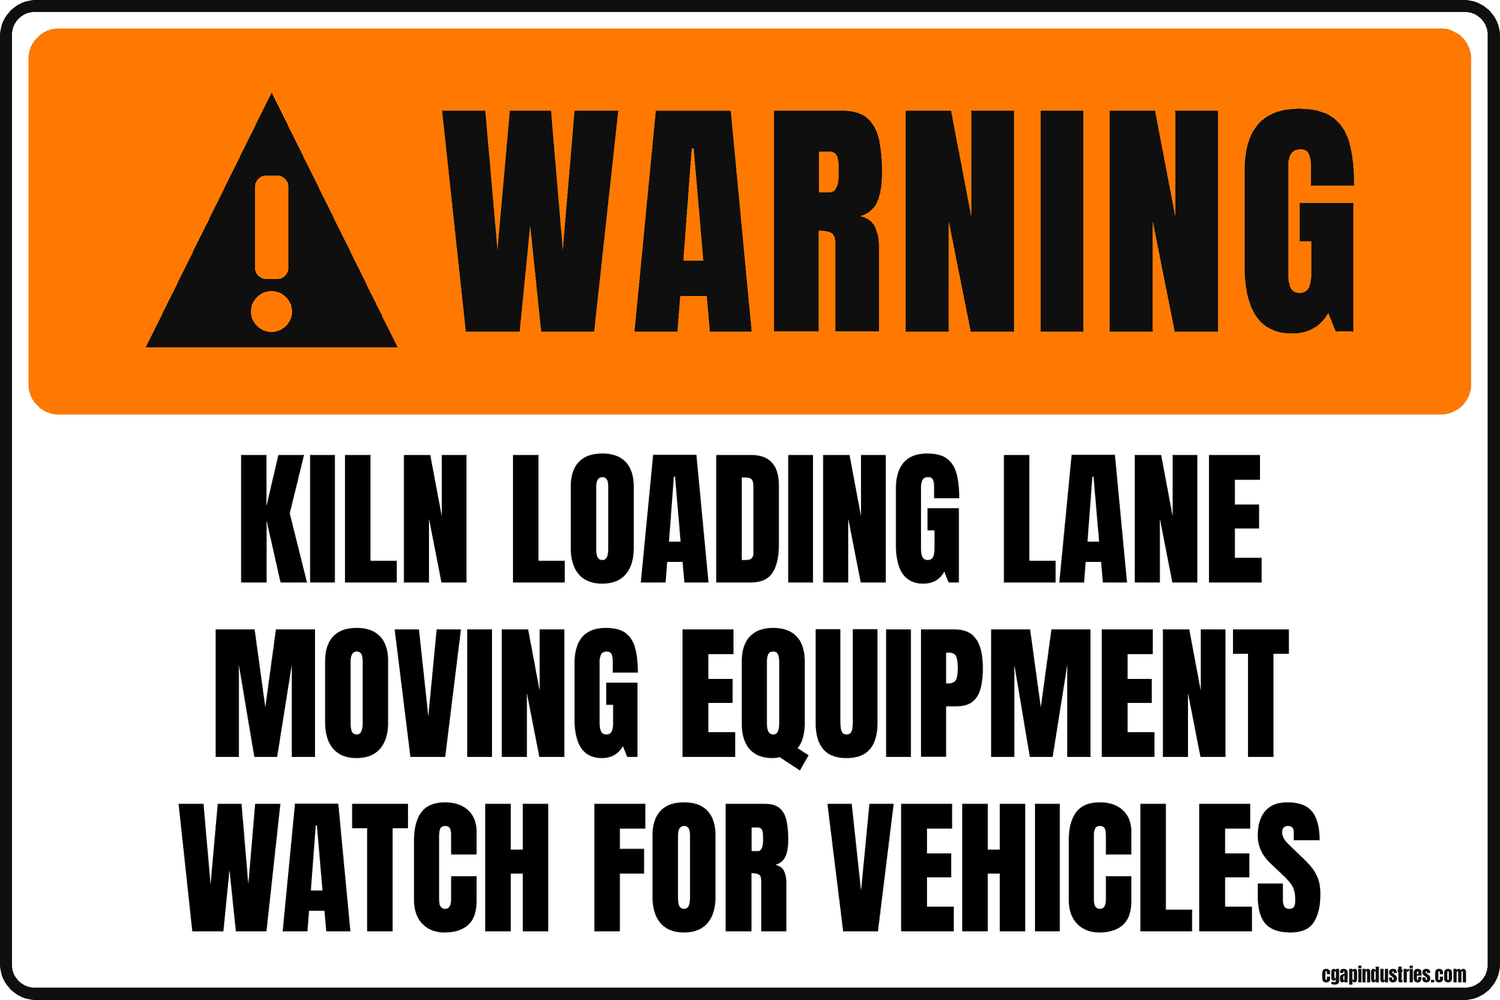 WARNING
KILN LOADING LANE
MOVING EQUIPMENT
WATCH FOR VEHICLES
cgapindustries.com